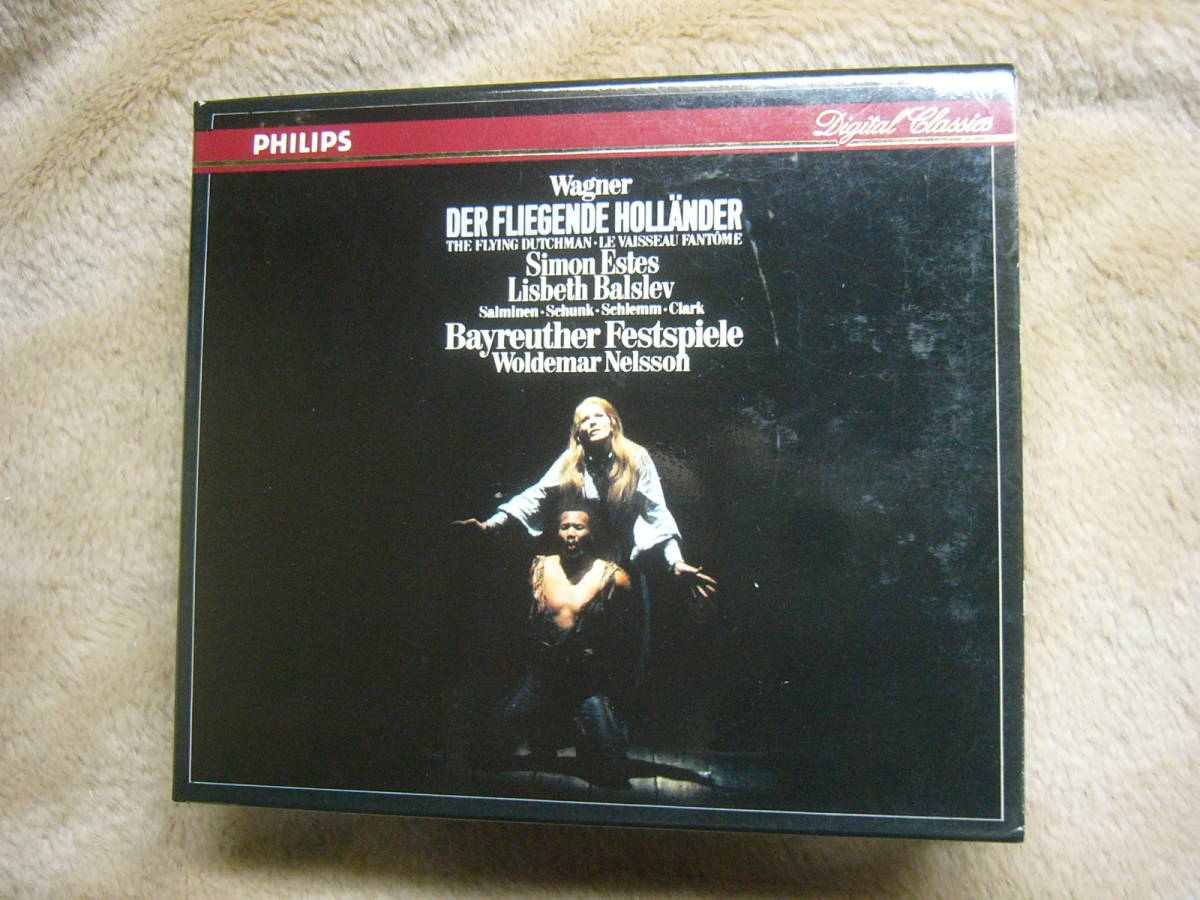 PHILIPS
Digital Classics
Wagner
DER FLIEGENDE HOLLÄNDER
THE FLYING DUTCHMAN · LE VAISSEAU FANTÔME
Simon Estes
Lisbeth Balslev
Salminen · Schunk · Schlemm · Clark
Bayreuther Festspiele
Woldemar Nelsson